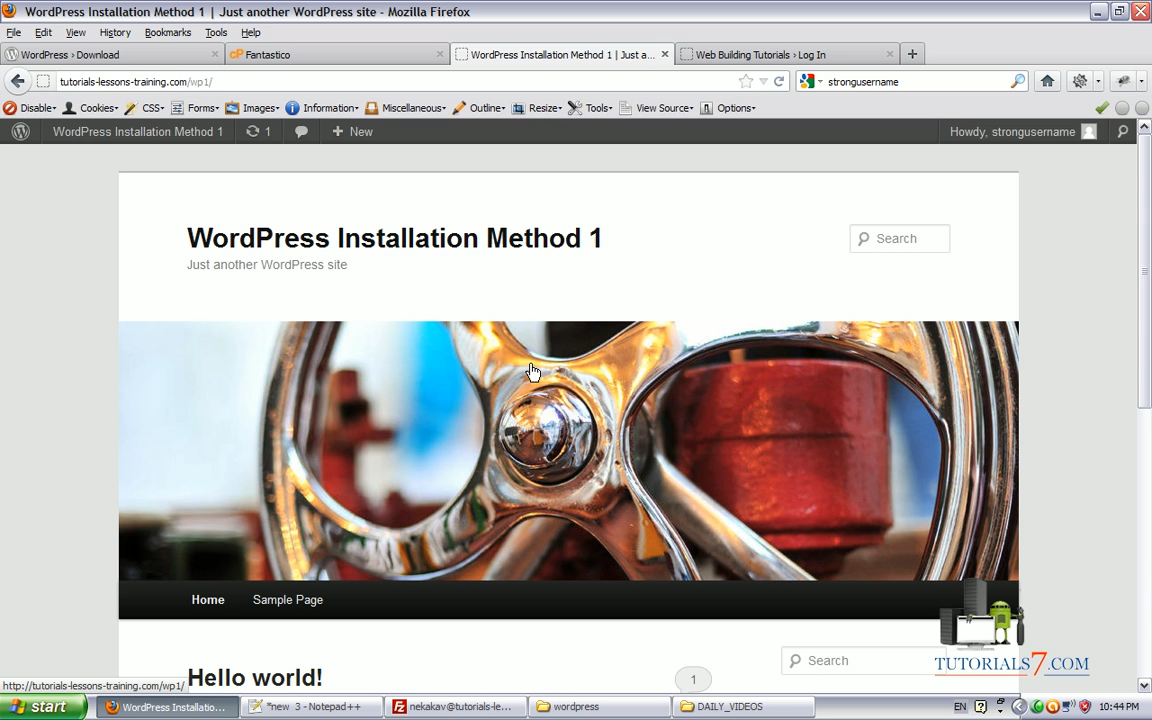 WordPress Installation Method 1 | Just another WordPress site - Mozilla Firefox
File Edit View History Bookmarks Tools Help
WordPress › Download
cP Fantastico
WordPress Installation Method 1 | Just a...
Web Building Tutorials › Log In
tutorials-lessons-training.com/wp1/
strongusername
Disable Cookies CSS Forms Images Information Miscellaneous Outline Resize Tools View Source Options
WordPress Installation Method 1 1 New Howdy, strongusername
WordPress Installation Method 1
Search
Just another WordPress site
Home Sample Page
Hello world!
1
Search
TUTORIALS7.COM
http://tutorials-lessons-training.com/wp1/
start
WordPress Installatio...
*new 3 - Notepad++
nekakav@tutorials-le...
wordpress
DAILY_VIDEOS
EN
10:44 PM